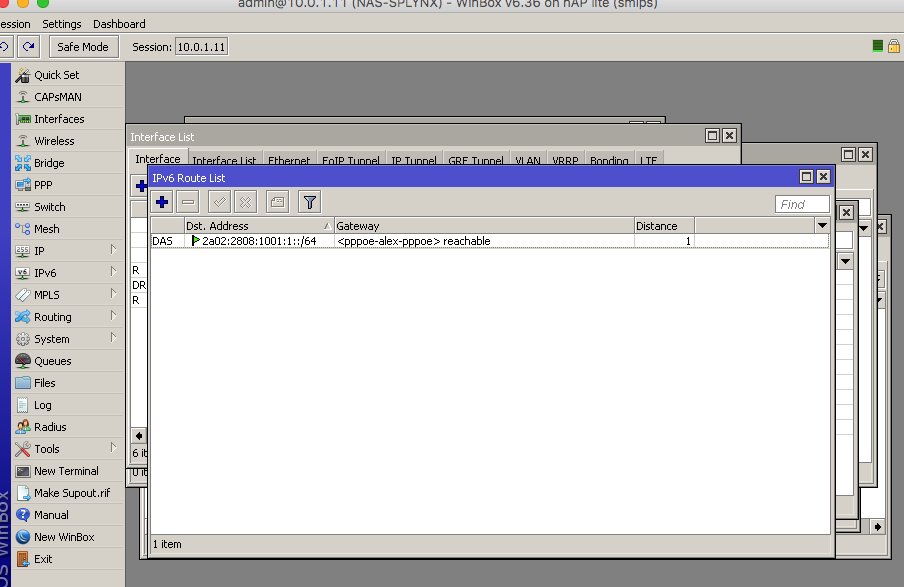 admin@10.0.1.11 (NAS-SPLYNX) - WinBox v6.36 on hAP lite (smips)
ession Settings Dashboard
Safe Mode Session: 10.0.1.11
Quick Set
CAPsMAN
Interfaces
Wireless
Bridge
PPP
Switch
Mesh
IP
IPv6
MPLS
Routing
System
Queues
Files
Log
Radius
Tools
New Terminal
Make Supout.rif
Manual
New WinBox
Exit
OS WinBox
Interface List
Interface Interface List Ethernet EoIP Tunnel IP Tunnel GRE Tunnel VLAN VRRP Bonding LTE
R
DR
R
6 it
0 it
IPv6 Route List
Find
Dst. Address Gateway Distance
DAS 2a02:2808:1001:1::/64 <pppoe-alex-pppoe> reachable 1
1 item